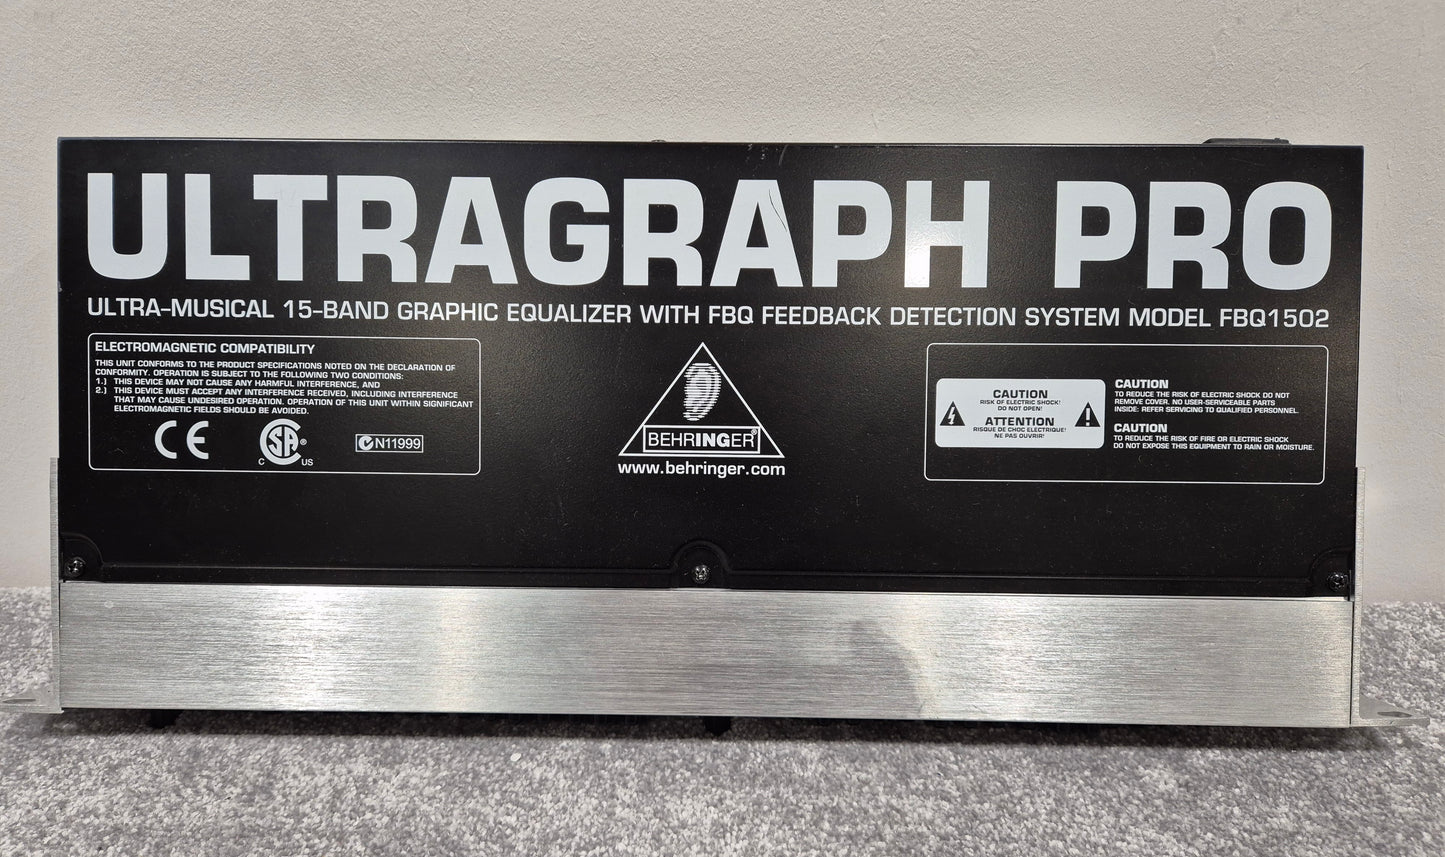 ULTRAGRAPH PRO
ULTRA-MUSICAL 15-BAND GRAPHIC EQUALIZER WITH FBQ FEEDBACK DETECTION SYSTEM MODEL FBQ1502
ELECTROMAGNETIC COMPATIBILITY
THIS UNIT CONFORMS TO THE PRODUCT SPECIFICATIONS NOTED ON THE DECLARATION OF
CONFORMITY. OPERATION IS SUBJECT TO THE FOLLOWING TWO CONDITIONS:
1.) THIS DEVICE MAY NOT CAUSE ANY HARMFUL INTERFERENCE, AND
2.) THIS DEVICE MUST ACCEPT ANY INTERFERENCE RECEIVED, INCLUDING INTERFERENCE
THAT MAY CAUSE UNDESIRED OPERATION. OPERATION OF THIS UNIT WITHIN SIGNIFICANT
ELECTROMAGNETIC FIELDS SHOULD BE AVOIDED.
CE
C SA® US
N11999
BEHRINGER®
www.behringer.com
CAUTION
RISK OF ELECTRIC SHOCK!
DO NOT OPEN!
ATTENTION
RISQUE DE CHOC ELECTRIQUE!
NE PAS OUVRIR!
CAUTION
TO REDUCE THE RISK OF ELECTRIC SHOCK DO NOT
REMOVE COVER. NO USER-SERVICEABLE PARTS
INSIDE: REFER SERVICING TO QUALIFIED PERSONNEL.
CAUTION
TO REDUCE THE RISK OF FIRE OR ELECTRIC SHOCK
DO NOT EXPOSE THIS EQUIPMENT TO RAIN OR MOISTURE.